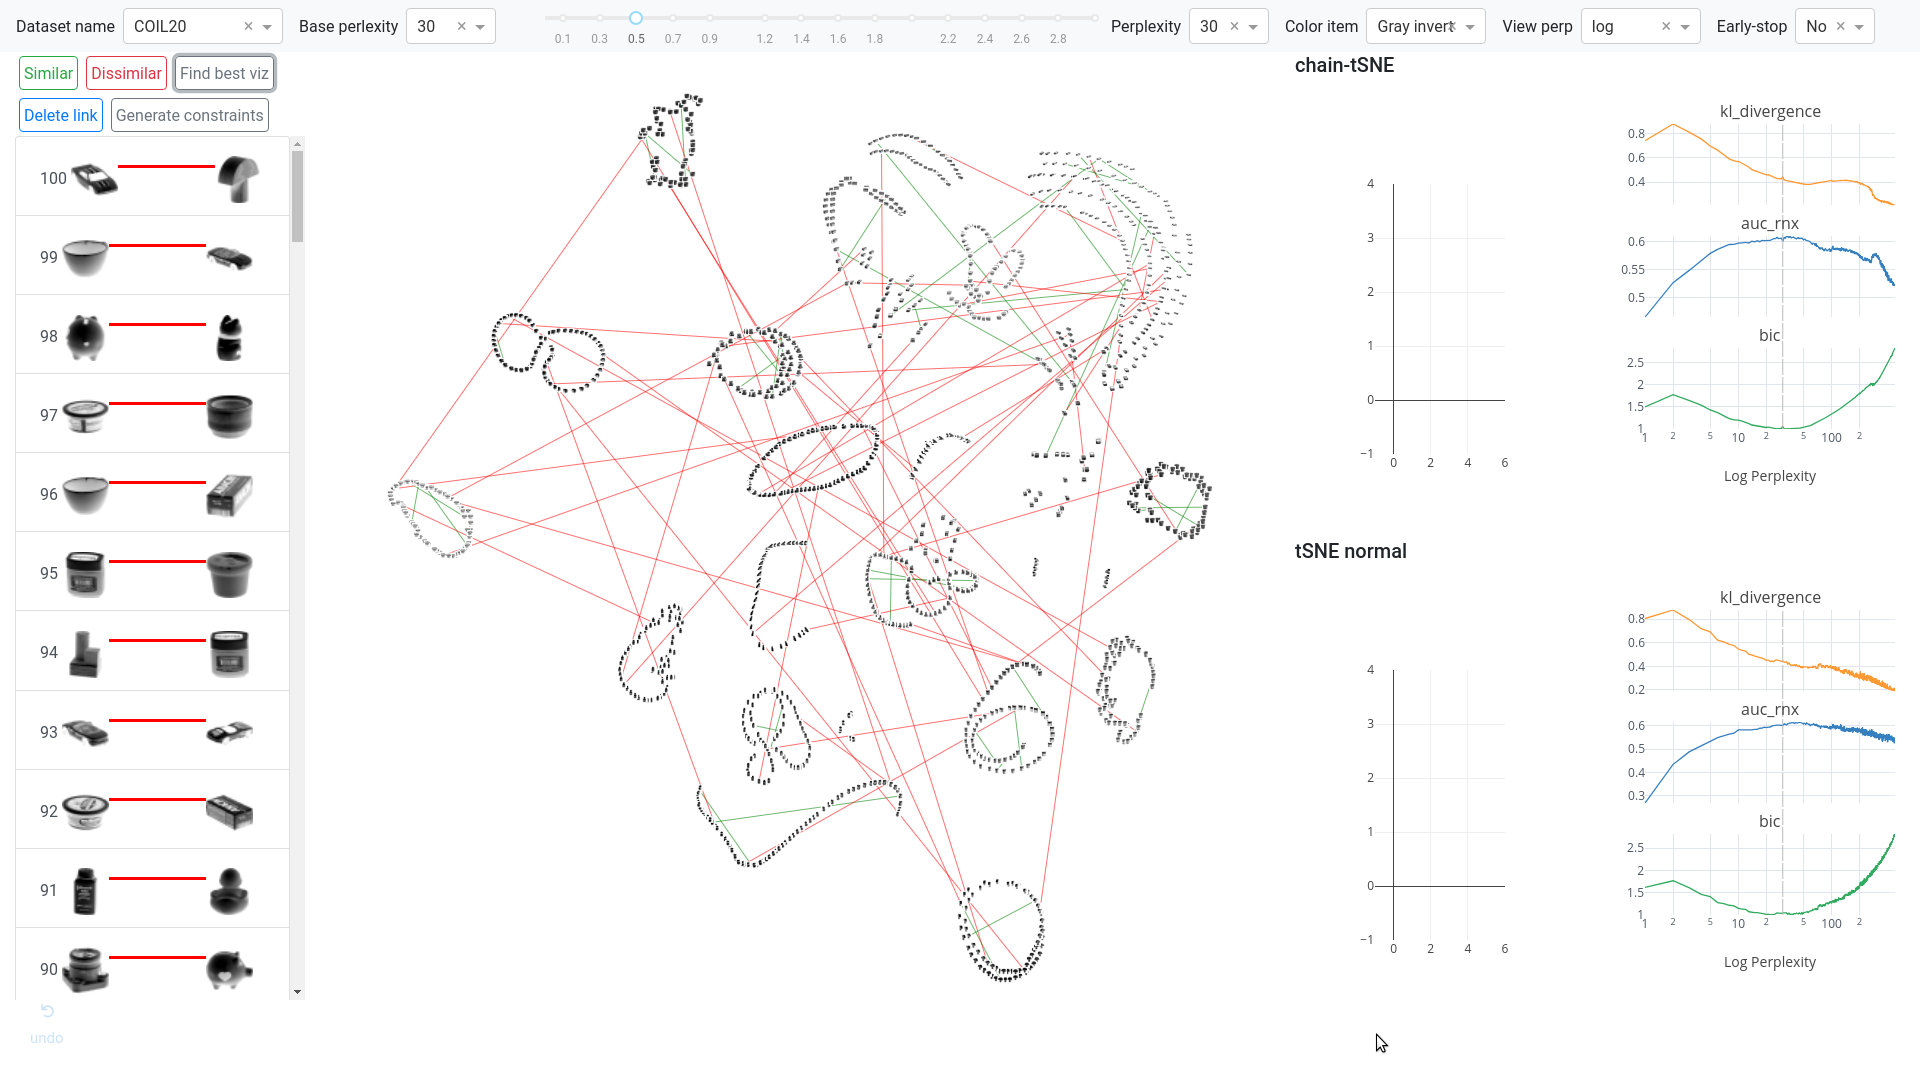 Dataset name COIL20 × Base perlexity 30 × Perplexity 30 × Color item Gray invert × View perp log × Early-stop No ×
0.1 0.3 0.5 0.7 0.9 1.2 1.4 1.6 1.8 2.2 2.4 2.6 2.8
Similar Dissimilar Find best viz
Delete link Generate constraints
100
99
98
97
96
95
94
93
92
91
90
undo
chain-tSNE
4
3
2
1
0
−1
0 2 4 6
kl_divergence
0.8
0.6
0.4
auc_rnx
0.6
0.55
0.5
bic
2.5
2
1.5
1
1 2 5 10 2 5 100 2
Log Perplexity
tSNE normal
4
3
2
1
0
−1
0 2 4 6
kl_divergence
0.8
0.6
0.4
0.2
auc_rnx
0.6
0.5
0.4
0.3
bic
2.5
2
1.5
1
1 2 5 10 2 5 100 2
Log Perplexity